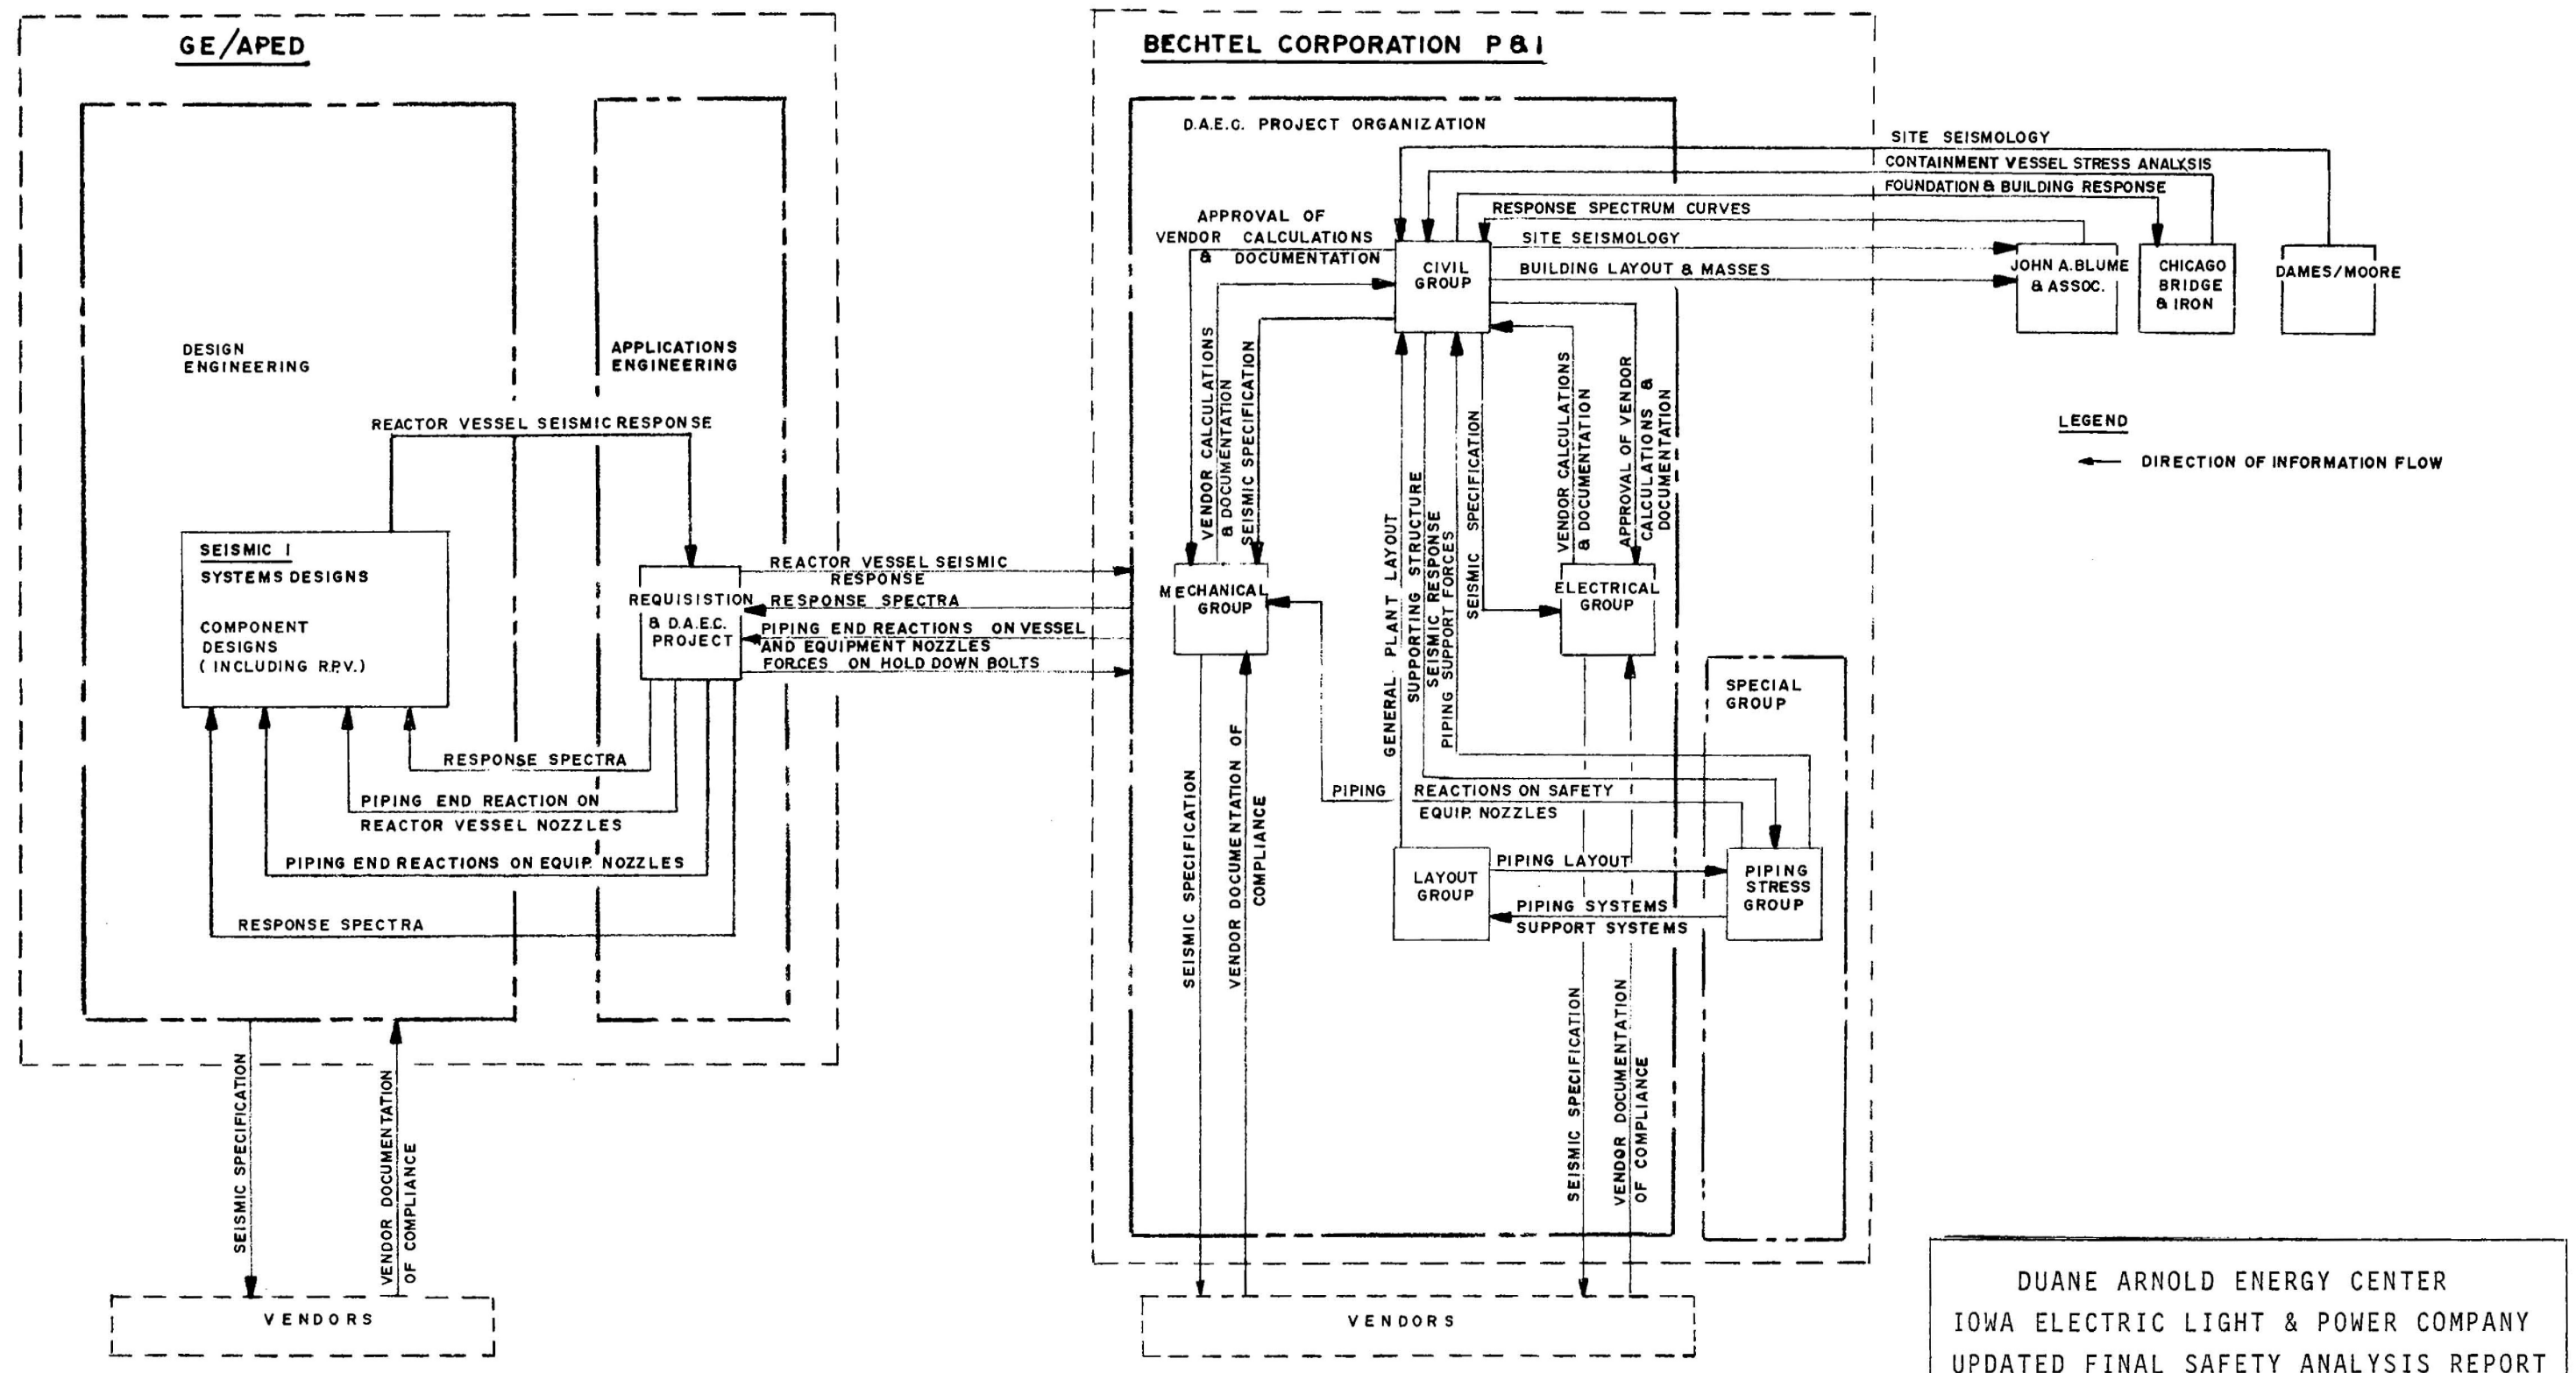 GE/APED
DESIGN
ENGINEERING
APPLICATIONS
ENGINEERING
REACTOR VESSEL SEISMIC RESPONSE
SEISMIC I
SYSTEMS DESIGNS
COMPONENT
DESIGNS
( INCLUDING R.P.V.)
REQUISISTION
& D.A.E.C.
PROJECT
RESPONSE SPECTRA
PIPING END REACTION ON
REACTOR VESSEL NOZZLES
PIPING END REACTIONS ON EQUIP. NOZZLES
RESPONSE SPECTRA
SEISMIC SPECIFICATION
VENDOR DOCUMENTATION
OF COMPLIANCE
VENDORS
REACTOR VESSEL SEISMIC
RESPONSE
RESPONSE SPECTRA
PIPING END REACTIONS ON VESSEL
AND EQUIPMENT NOZZLES
FORCES ON HOLD DOWN BOLTS
BECHTEL CORPORATION P & I
D.A.E.C. PROJECT ORGANIZATION
SITE SEISMOLOGY
CONTAINMENT VESSEL STRESS ANALYSIS
FOUNDATION & BUILDING RESPONSE
RESPONSE SPECTRUM CURVES
SITE SEISMOLOGY
BUILDING LAYOUT & MASSES
APPROVAL OF
VENDOR CALCULATIONS
& DOCUMENTATION
CIVIL
GROUP
JOHN A. BLUME
& ASSOC.
CHICAGO
BRIDGE
& IRON
DAMES/MOORE
VENDOR CALCULATIONS
& DOCUMENTATION
SEISMIC SPECIFICATION
GENERAL PLANT LAYOUT
SUPPORTING STRUCTURE
SEISMIC RESPONSE
PIPING SUPPORT FORCES
SEISMIC SPECIFICATION
VENDOR CALCULATIONS
& DOCUMENTATION
APPROVAL OF VENDOR
CALCULATIONS &
DOCUMENTATION
LEGEND
DIRECTION OF INFORMATION FLOW
MECHANICAL
GROUP
ELECTRICAL
GROUP
SPECIAL
GROUP
PIPING REACTIONS ON SAFETY
EQUIP. NOZZLES
LAYOUT
GROUP
PIPING LAYOUT
PIPING SYSTEMS
SUPPORT SYSTEMS
PIPING
STRESS
GROUP
SEISMIC SPECIFICATION
VENDOR DOCUMENTATION OF
COMPLIANCE
SEISMIC SPECIFICATION
VENDOR DOCUMENTATION
OF COMPLIANCE
VENDORS
DUANE ARNOLD ENERGY CENTER
IOWA ELECTRIC LIGHT & POWER COMPANY
UPDATED FINAL SAFETY ANALYSIS REPORT